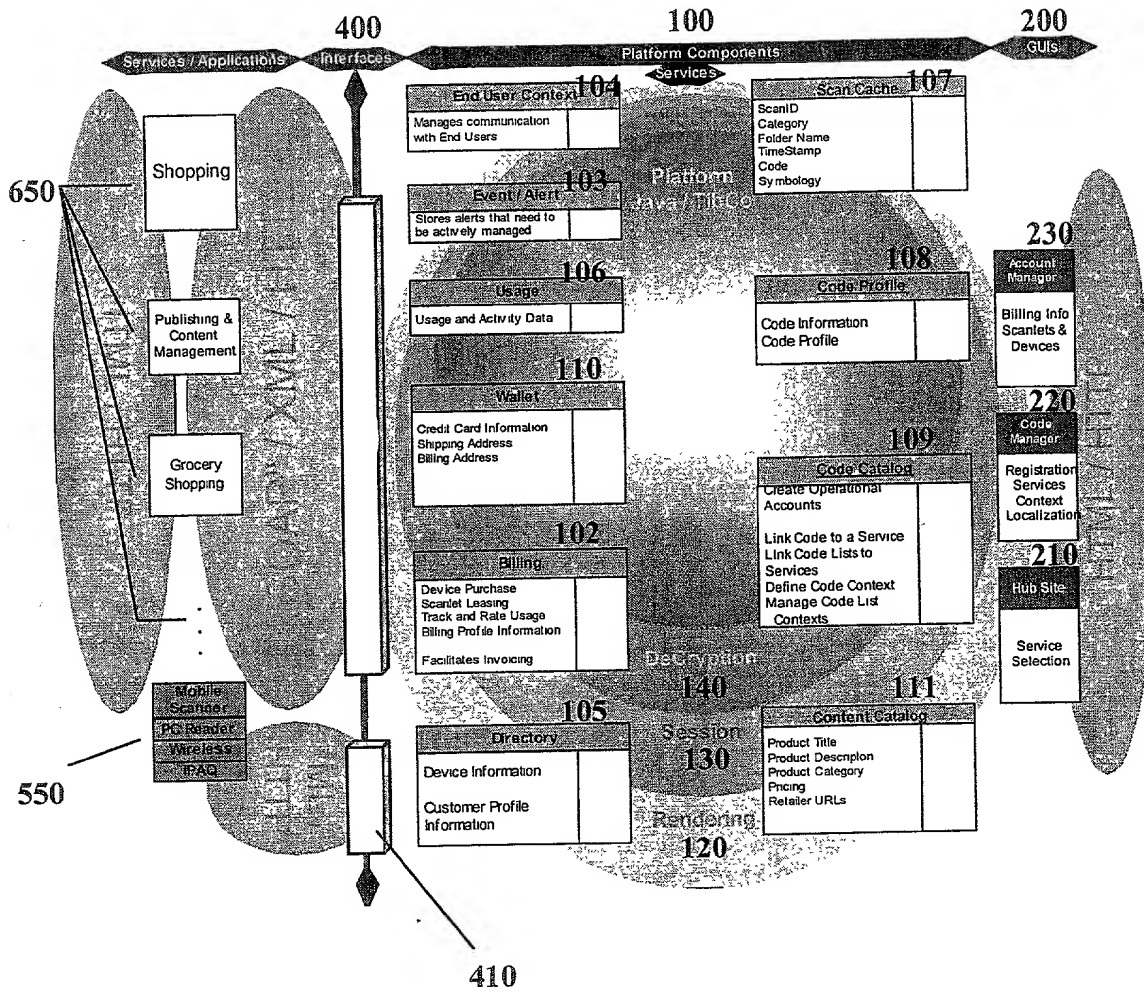 400
100
200
Services / Applications
Interfaces
Platform Components
GUIs
Services
650
Shopping
Publishing & Content Management
Grocery Shopping
Mobile Scanner
PC Reader
Wireless
iPAQ
550
410
End User Context
104
Manages communication
with End Users
Event / Alert
103
Stores alerts that need to
be actively managed
Usage
106
Usage and Activity Data
Wallet
110
Credit Card Information
Shipping Address
Billing Address
Billing
102
Device Purchase
Scanlet Leasing
Track and Rate Usage
Billing Profile Information
Facilitates Invoicing
Directory
105
Device Information
Customer Profile
Information
Platform
DeCryption
140
Session
130
Rendering
120
Scan Cache
107
ScanID
Category
Folder Name
TimeStamp
Code
Symbology
Code Profile
108
Code Information
Code Profile
Code Catalog
109
Create Operational
Accounts
Link Code to a Service
Link Code Lists to
Services
Define Code Context
Manage Code List
Contexts
Content Catalog
111
Product Title
Product Description
Product Category
Pricing
Retailer URLs
230
Account
Manager
Billing Info
Scanlets &
Devices
220
Code
Manager
Registration
Services
Context
Localization
210
Hub Site
Service
Selection